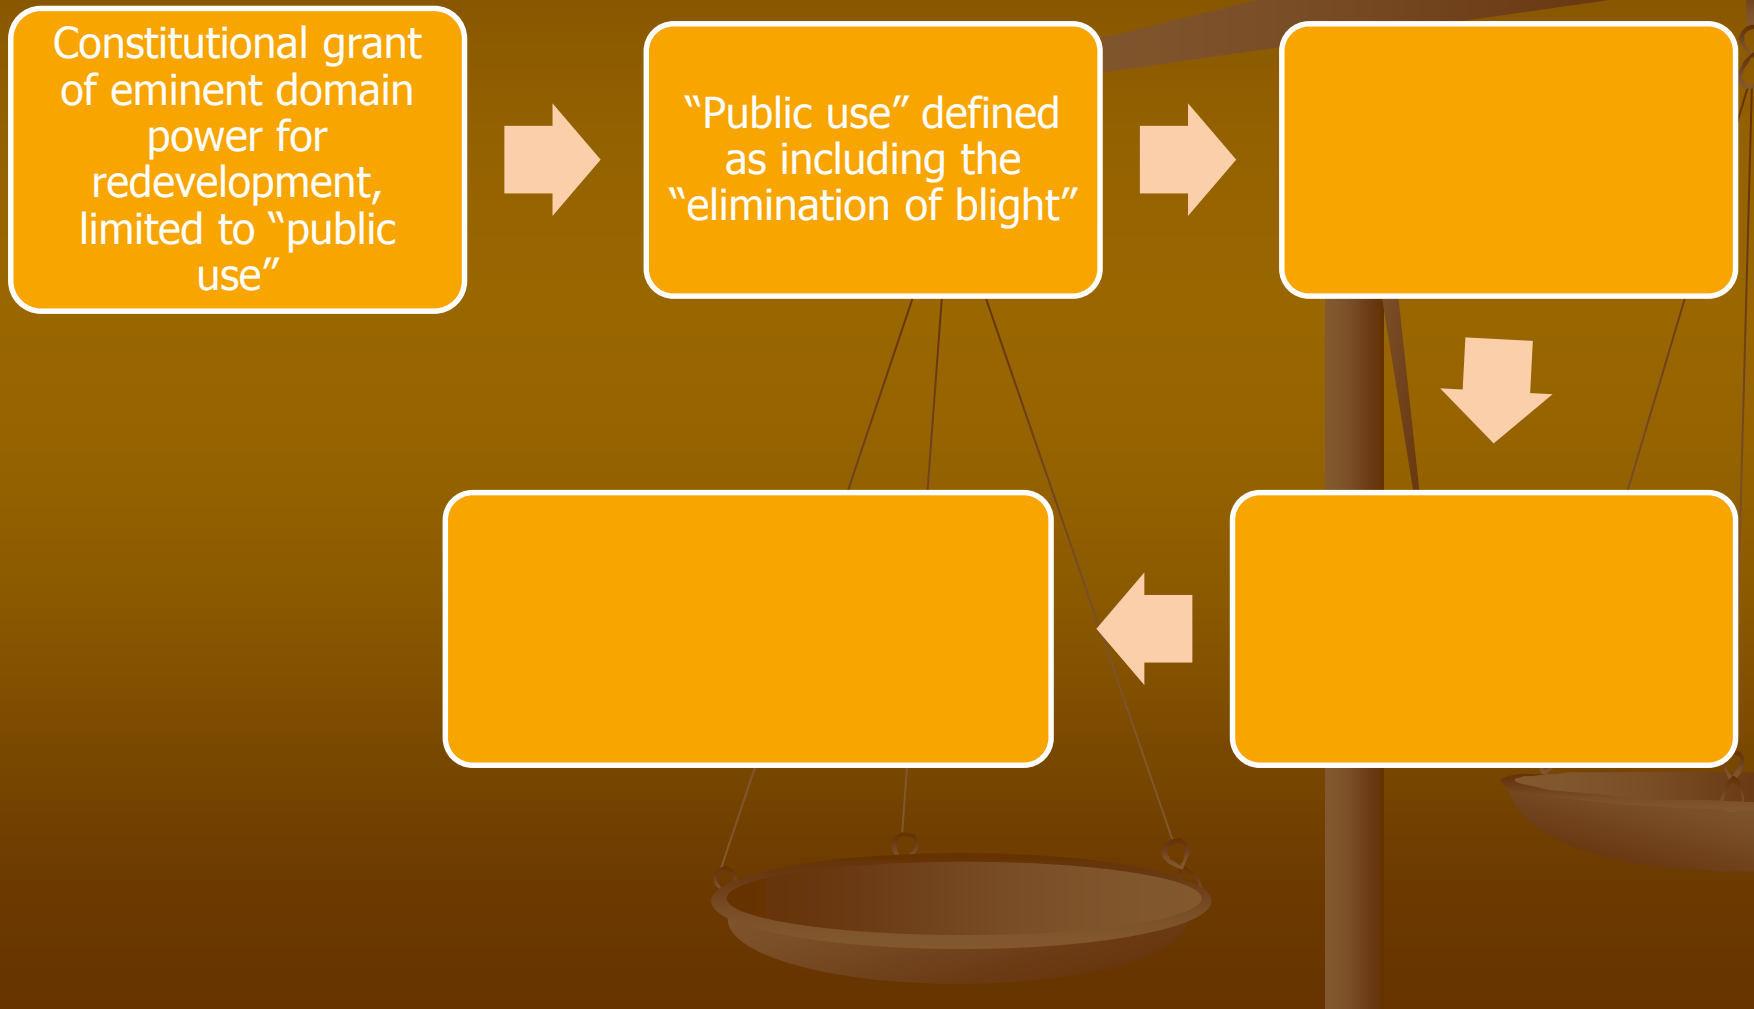 Constitutional grant
of eminent domain
power for
redevelopment,
limited to “public
use”
“Public use” defined
as including the
“elimination of blight”